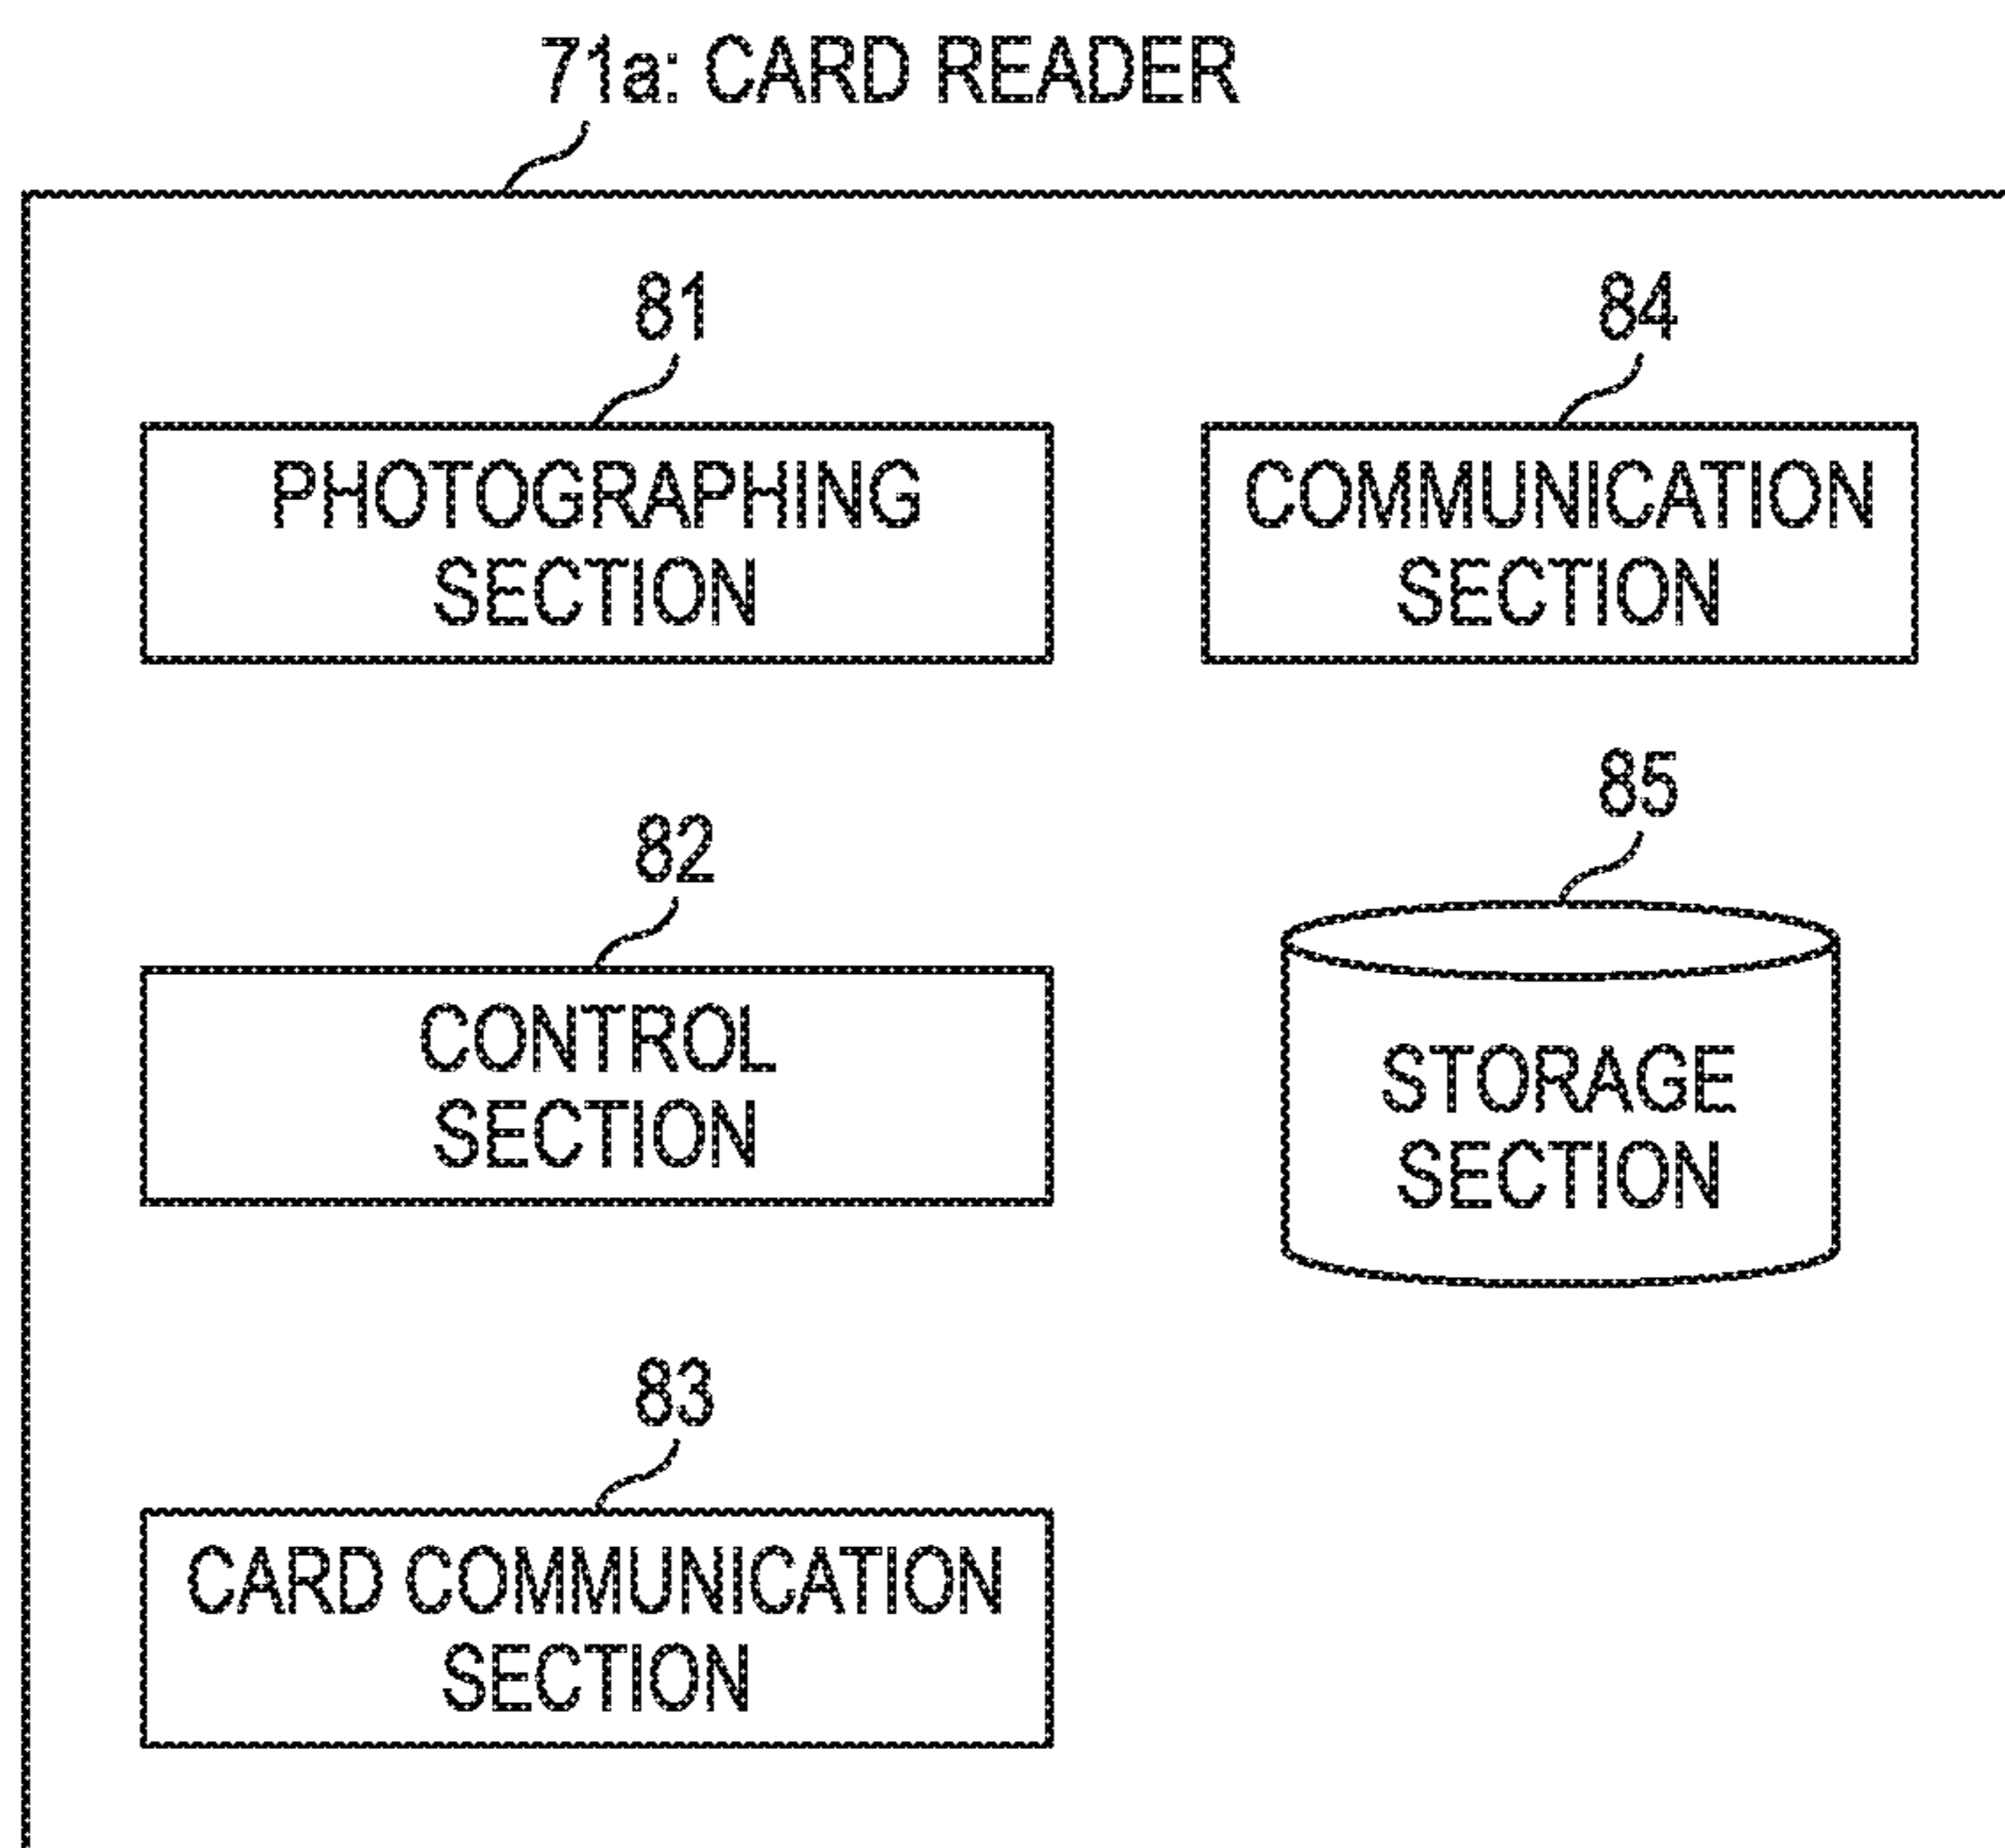 71a: CARD READER
81
PHOTOGRAPHING
SECTION
82
CONTROL
SECTION
83
CARD COMMUNICATION
SECTION
84
COMMUNICATION
SECTION
85
STORAGE
SECTION